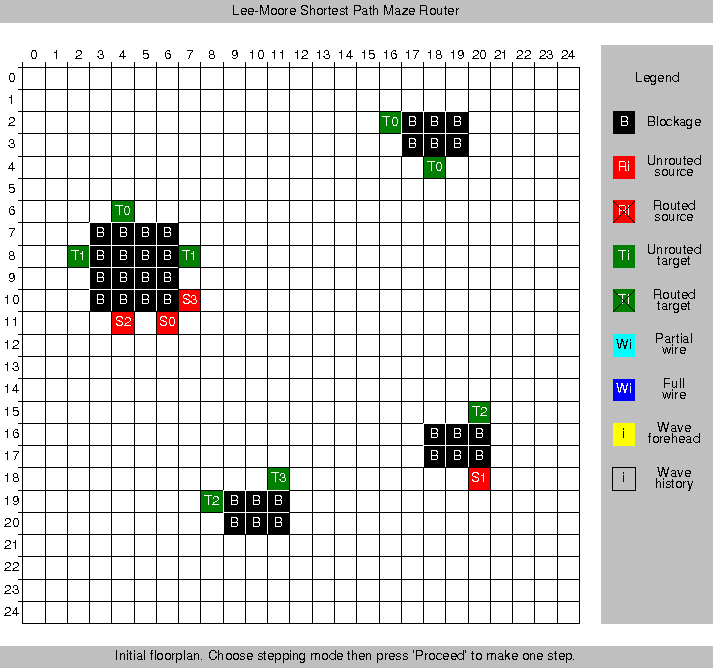 Lee-Moore Shortest Path Maze Router
0 1 2 3 4 5 6 7 8 9 10 11 12 13 14 15 16 17 18 19 20 21 22 23 24
0
1
2 T0 B B B
3 B B B
4 T0
5
6 T0
7 B B B B
8 T1 B B B B T1
9 B B B B
10 B B B B S3
11 S2 S0
12
13
14
15 T2
16 B B B
17 B B B
18 T3 S1
19 T2 B B B
20 B B B
21
22
23
24
Legend
B Blockage
Ri Unrouted
source
Ri Routed
source
Ti Unrouted
target
Ti Routed
target
Wi Partial
wire
Wi Full
wire
i Wave
forehead
i Wave
history
Initial floorplan. Choose stepping mode then press 'Proceed' to make one step.